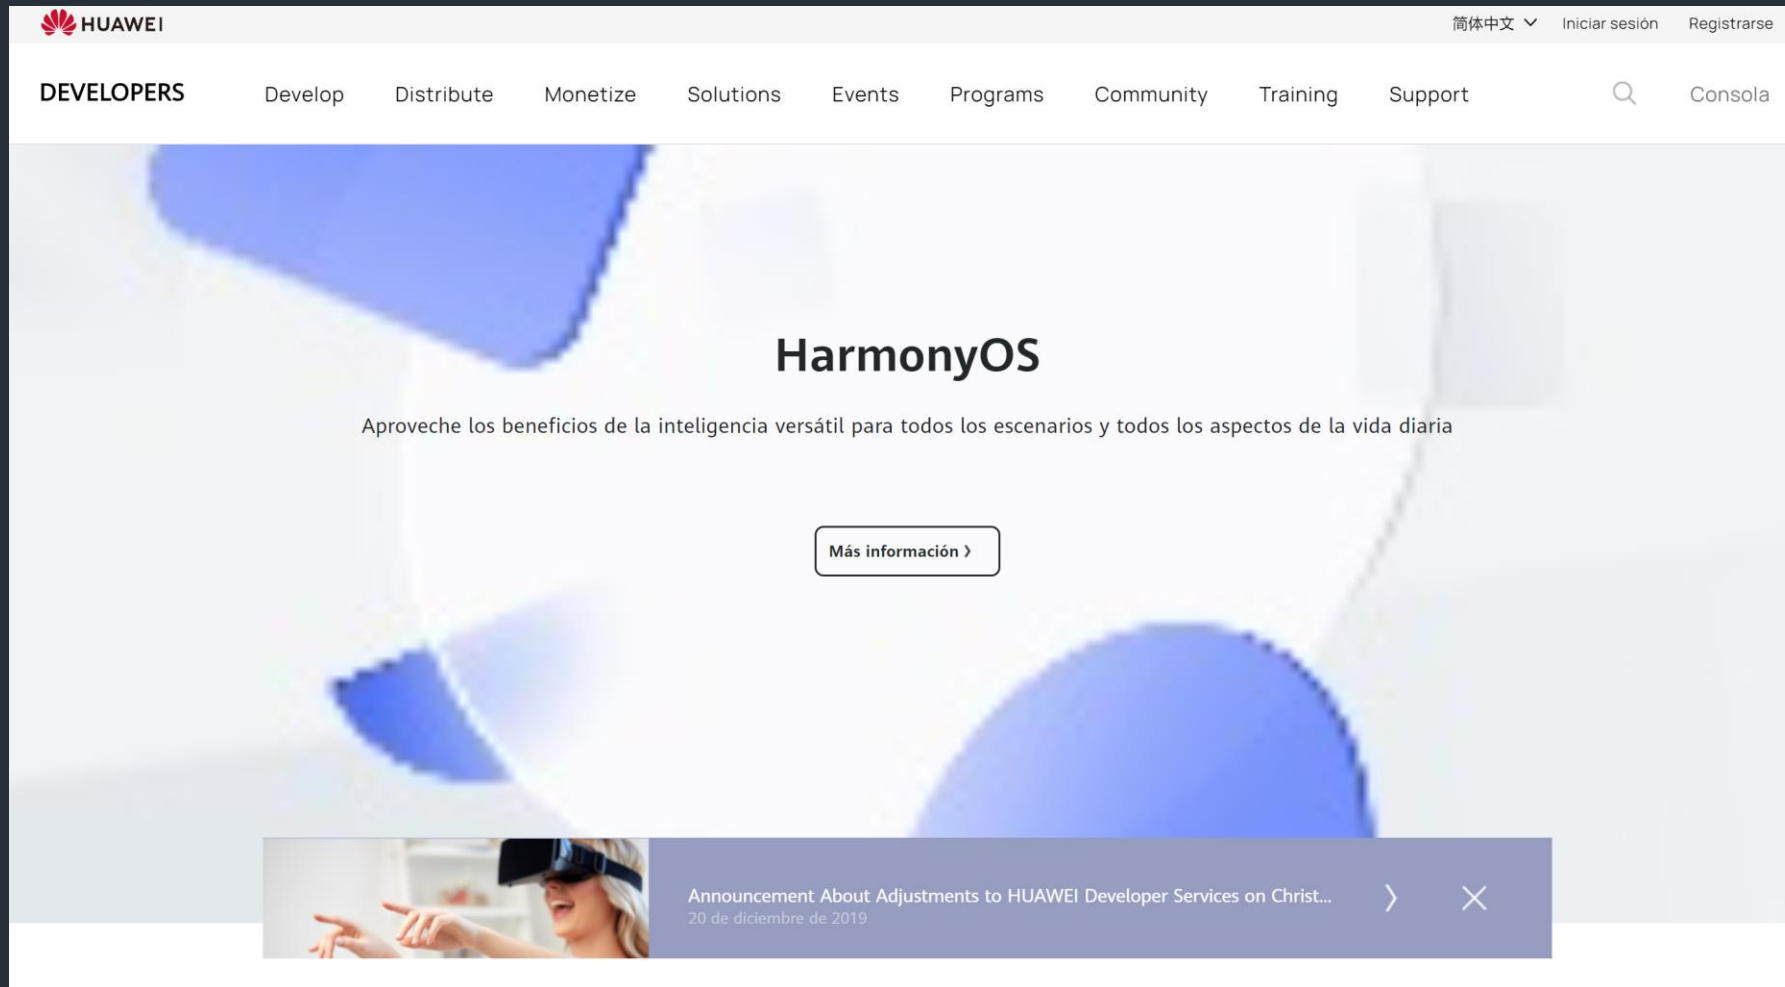 HUAWEI
简体中文 Iniciar sesión Registrarse
DEVELOPERS Develop Distribute Monetize Solutions Events Programs Community Training Support Consola
HarmonyOS
Aproveche los beneficios de la inteligencia versátil para todos los escenarios y todos los aspectos de la vida diaria
Más información
Announcement About Adjustments to HUAWEI Developer Services on Christ...
20 de diciembre de 2019